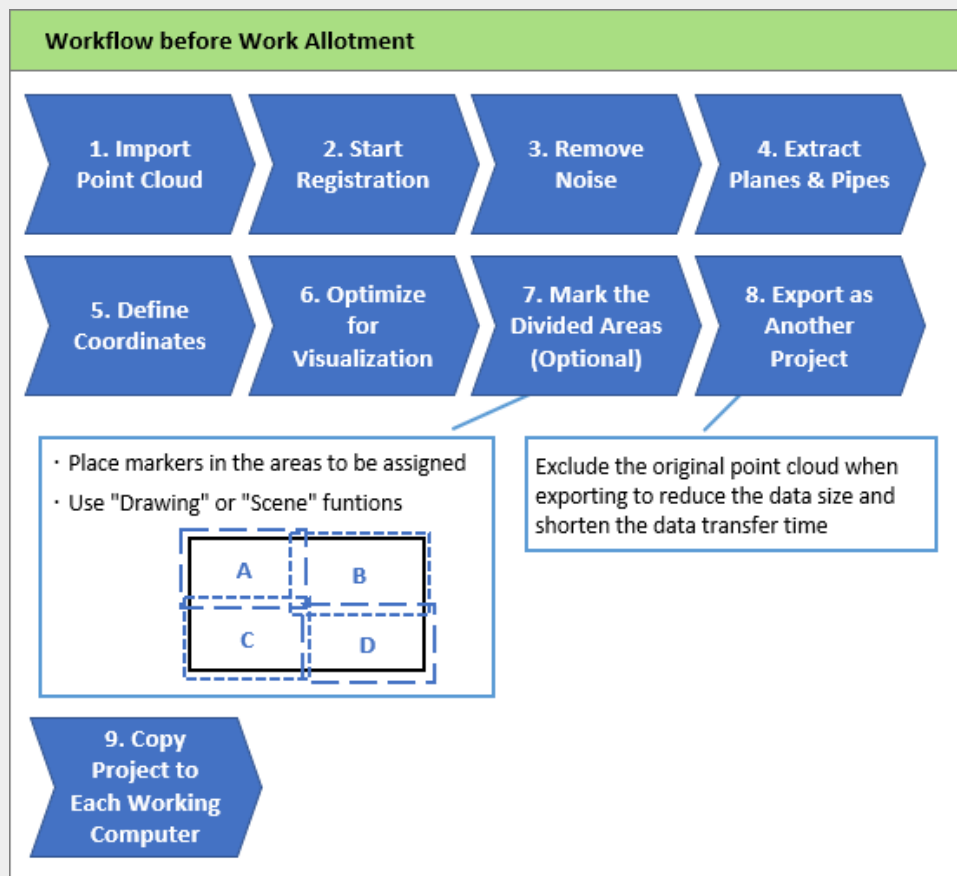 Workflow before Work Allotment
1. Import
Point Cloud
2. Start
Registration
3. Remove
Noise
4. Extract
Planes & Pipes
5. Define
Coordinates
6. Optimize
for
Visualization
7. Mark the
Divided Areas
(Optional)
8. Export as
Another
Project
・Place markers in the areas to be assigned
・Use "Drawing" or "Scene" funtions
A
B
C
D
Exclude the original point cloud when
exporting to reduce the data size and
shorten the data transfer time
9. Copy
Project to
Each Working
Computer